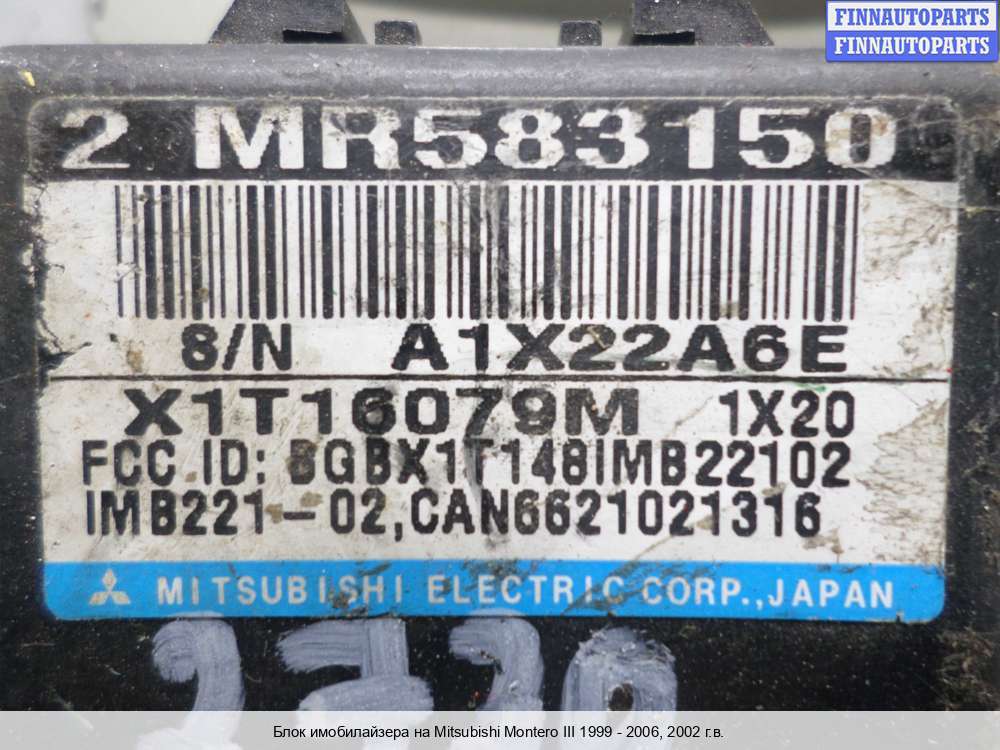 FINNAUTOPARTS
FINNAUTOPARTS
2 MR583150
S/N A1X22A6E
X1T16079M 1X20
FCC ID: BGBX1T148IMB22102
IMB221-02,CAN6621021316
MITSUBISHI ELECTRIC CORP.,JAPAN
Блок имобилайзера на Mitsubishi Montero III 1999 - 2006, 2002 г.в.